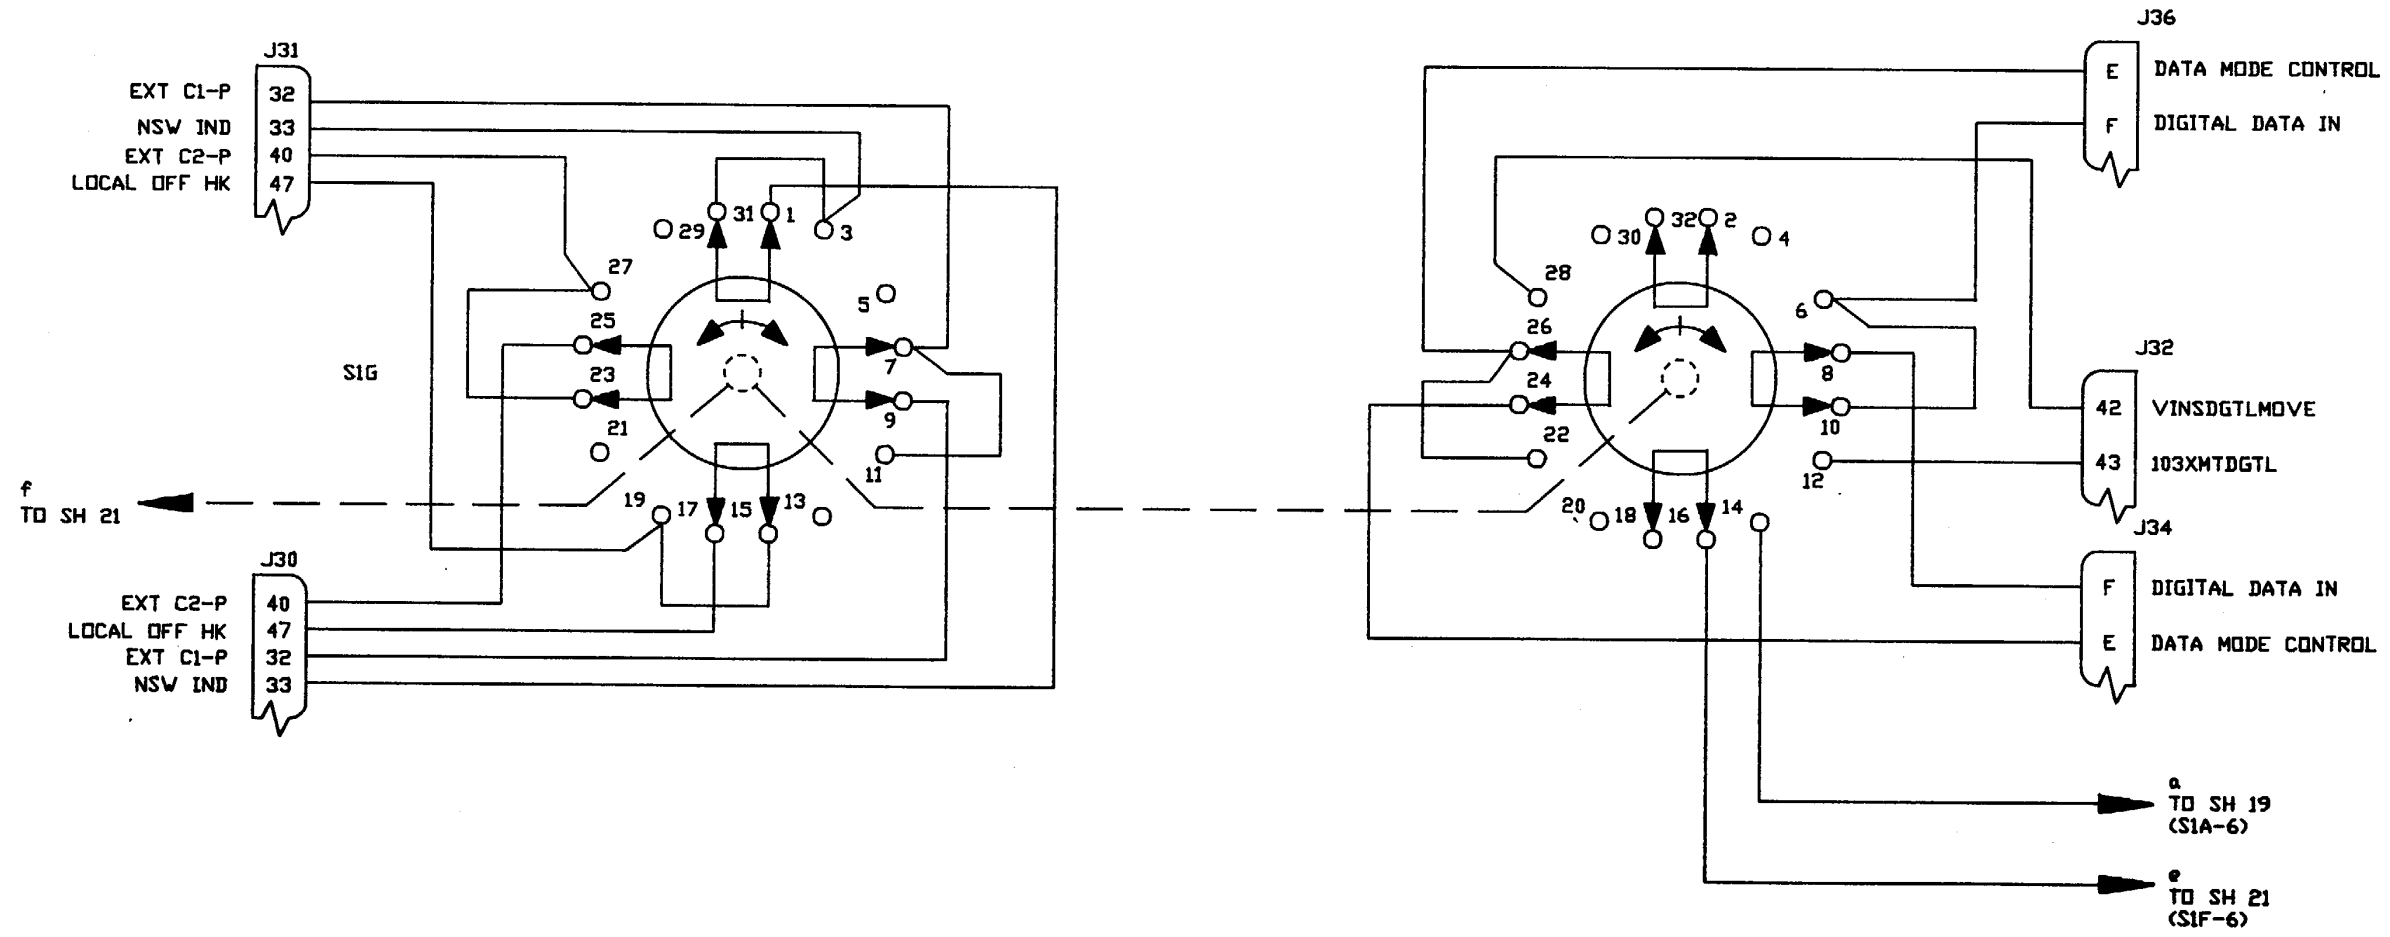 J31
EXT C1-P 32
NSW IND 33
EXT C2-P 40
LOCAL OFF HK 47
29 31 1 3
27 5
25 7
S1G
23 9
21 11
19 17 15 13
f
TO SH 21
J30
EXT C2-P 40
LOCAL OFF HK 47
EXT C1-P 32
NSW IND 33
J36
E DATA MODE CONTROL
F DIGITAL DATA IN
30 32 2 4
28 6
26 8
24 10
22 12
20 18 16 14
J32
42 VINSDGTLMOVE
43 103XMTDGTL
J34
F DIGITAL DATA IN
E DATA MODE CONTROL
a
TO SH 19
(S1A-6)
e
TO SH 21
(S1F-6)